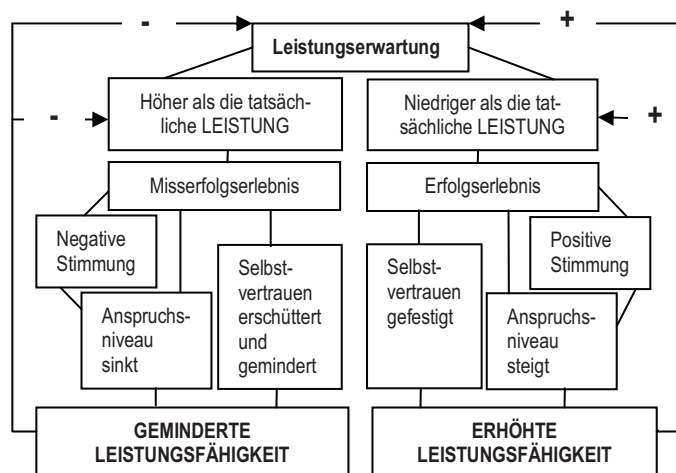 - +
Leistungserwartung
Höher als die tatsäch-
liche LEISTUNG
Niedriger als die tat-
sächliche LEISTUNG
- +
Misserfolgserlebnis
Erfolgserlebnis
Negative
Stimmung
Positive
Stimmung
Anspruchs-
niveau
sinkt
Selbst-
vertrauen
erschüttert
und
gemindert
Selbst-
vertrauen
gefestigt
Anspruchs-
niveau
steigt
GEMINDERTE
LEISTUNGSFÄHIGKEIT
ERHÖHTE
LEISTUNGSFÄHIGKEIT